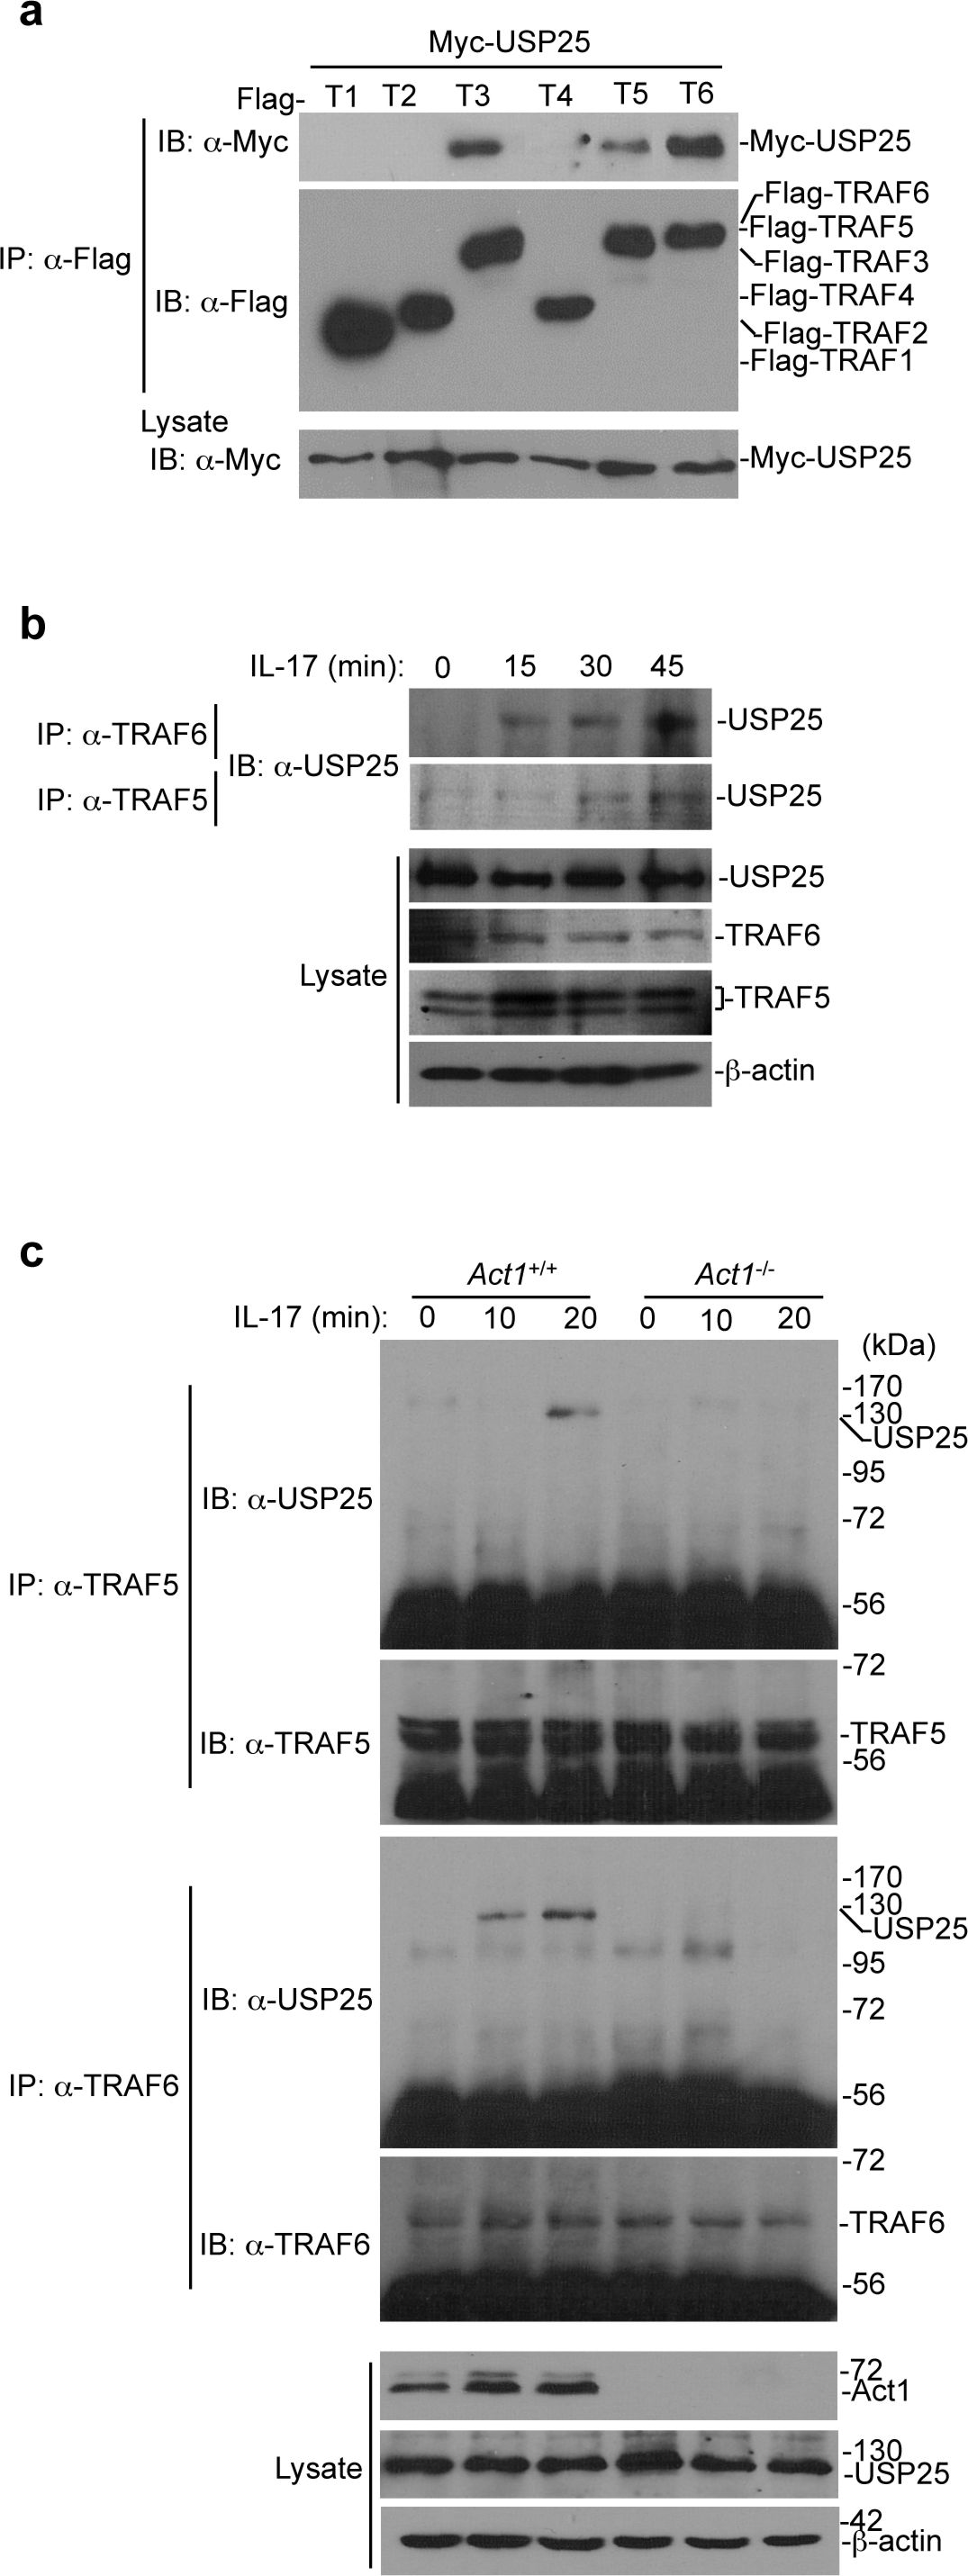 a
Myc-USP25
Flag- T1 T2 T3 T4 T5 T6
IB: α-Myc
-Myc-USP25
IP: α-Flag
IB: α-Flag
-Flag-TRAF6
-Flag-TRAF5
-Flag-TRAF3
-Flag-TRAF4
-Flag-TRAF2
-Flag-TRAF1
Lysate
IB: α-Myc
-Myc-USP25
b
IL-17 (min): 0 15 30 45
IP: α-TRAF6
-USP25
IB: α-USP25
IP: α-TRAF5
-USP25
Lysate
-USP25
-TRAF6
-TRAF5
-β-actin
c
Act1+/+ Act1-/-
IL-17 (min): 0 10 20 0 10 20
(kDa)
IP: α-TRAF5
IB: α-USP25
-170
-130
-USP25
-95
-72
-56
IB: α-TRAF5
-72
-TRAF5
-56
IP: α-TRAF6
IB: α-USP25
-170
-130
-USP25
-95
-72
-56
IB: α-TRAF6
-72
-TRAF6
-56
Lysate
-72
-Act1
-130
-USP25
-42
-β-actin